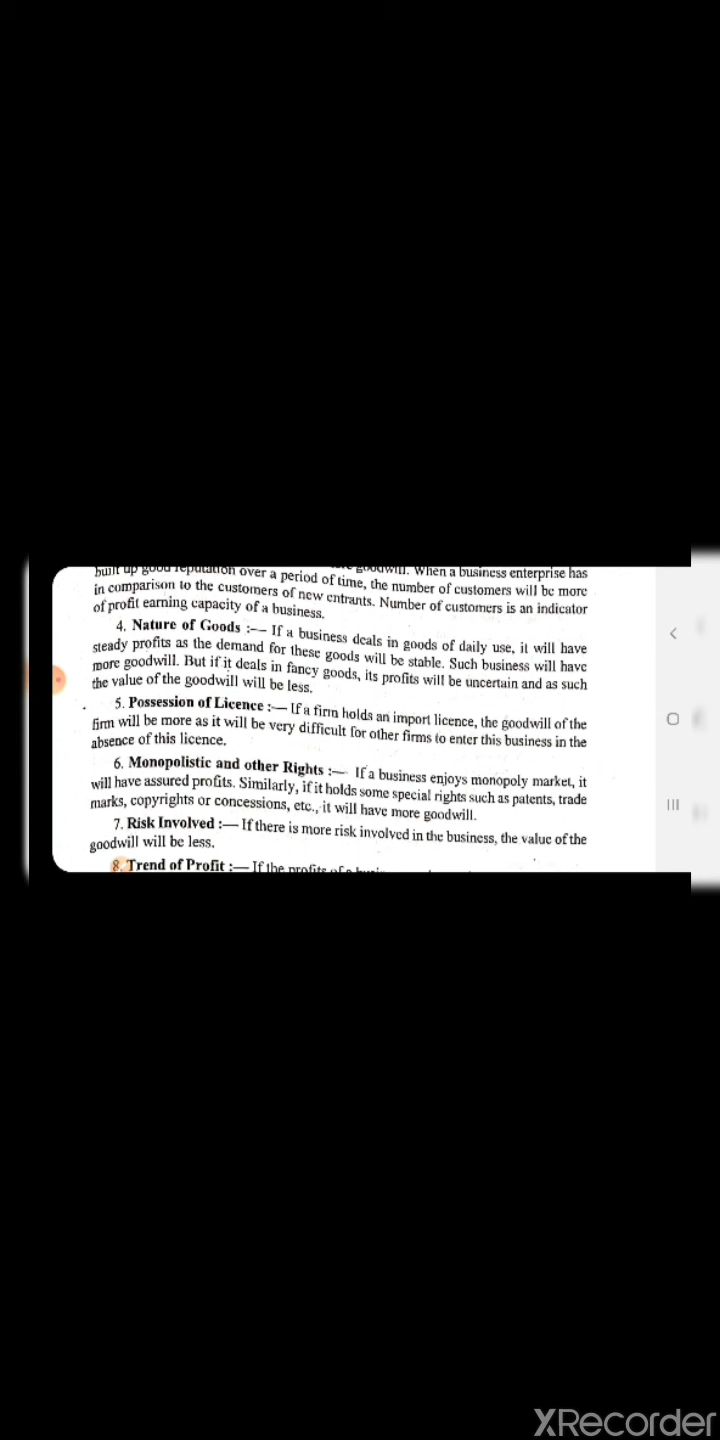 built up good reputation over a period of time, the number of customers will be more
goodwill. When a business enterprise has
in comparison to the customers of new entrants. Number of customers is an indicator
of profit earning capacity of a business.
4. Nature of Goods :— If a business deals in goods of daily use, it will have
steady profits as the demand for these goods will be stable. Such business will have
more goodwill. But if it deals in fancy goods, its profits will be uncertain and as such
the value of the goodwill will be less.
5. Possession of Licence :— If a firm holds an import licence, the goodwill of the
firm will be more as it will be very difficult for other firms to enter this business in the
absence of this licence.
6. Monopolistic and other Rights :— If a business enjoys monopoly market, it
will have assured profits. Similarly, if it holds some special rights such as patents, trade
marks, copyrights or concessions, etc., it will have more goodwill.
7. Risk Involved :— If there is more risk involved in the business, the value of the
goodwill will be less.
8. Trend of Profit :— If the profits of a
XRecorder